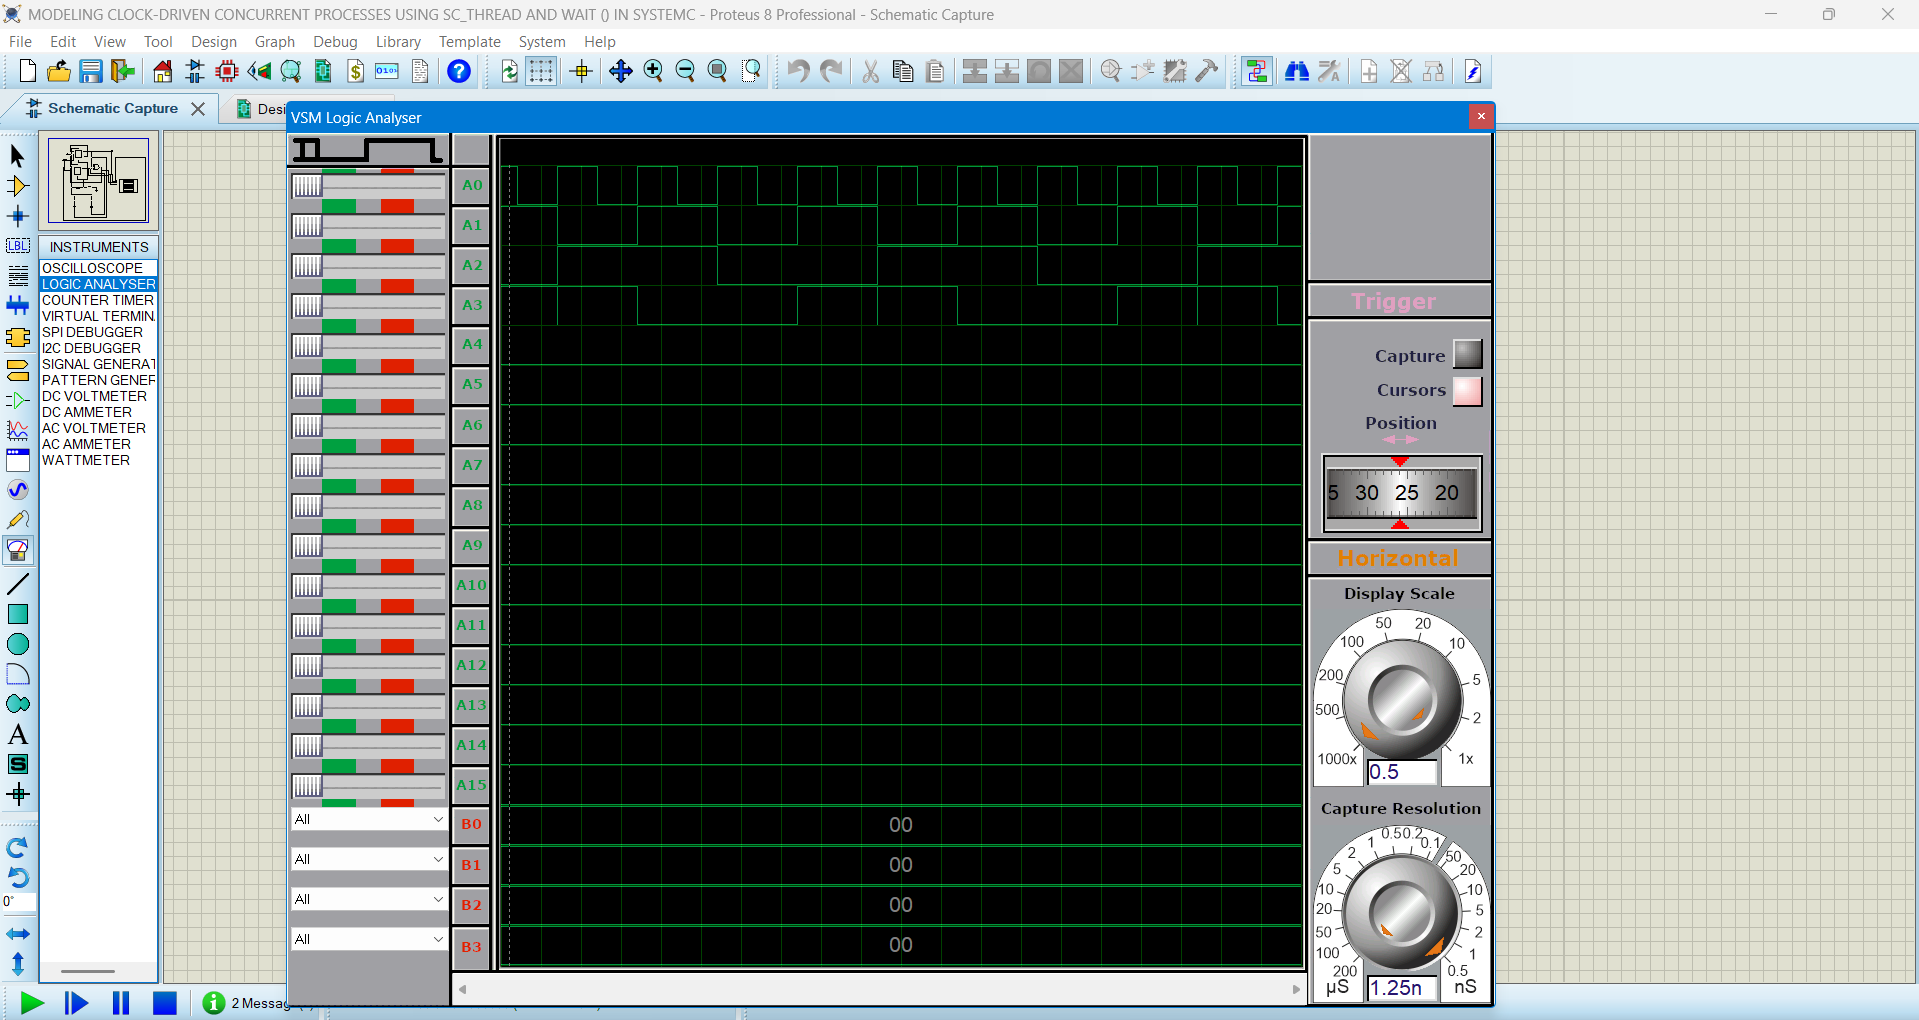 MODELING CLOCK-DRIVEN CONCURRENT PROCESSES USING SC_THREAD AND WAIT () IN SYSTEMC - Proteus 8 Professional - Schematic Capture
File Edit View Tool Design Graph Debug Library Template System Help
Schematic Capture
VSM Logic Analyser
INSTRUMENTS
OSCILLOSCOPE
LOGIC ANALYSER
COUNTER TIMER
VIRTUAL TERMIN
SPI DEBUGGER
I2C DEBUGGER
SIGNAL GENERAT
PATTERN GENER
DC VOLTMETER
DC AMMETER
AC VOLTMETER
AC AMMETER
WATTMETER
LBL
A
S
0°
A0
A1
A2
A3
A4
A5
A6
A7
A8
A9
A10
A11
A12
A13
A14
A15
All B0 00
All B1 00
All B2 00
All B3 00
Trigger
Capture
Cursors
Position
5 30 25 20
Horizontal
Display Scale
50 20
100 10
200 5
500 2
1000x 1x
0.5
Capture Resolution
1 0.5 0.2 0.1 50
2 20
5 10
10 5
20 2
50 1
100 0.5
200
µS 1.25n nS